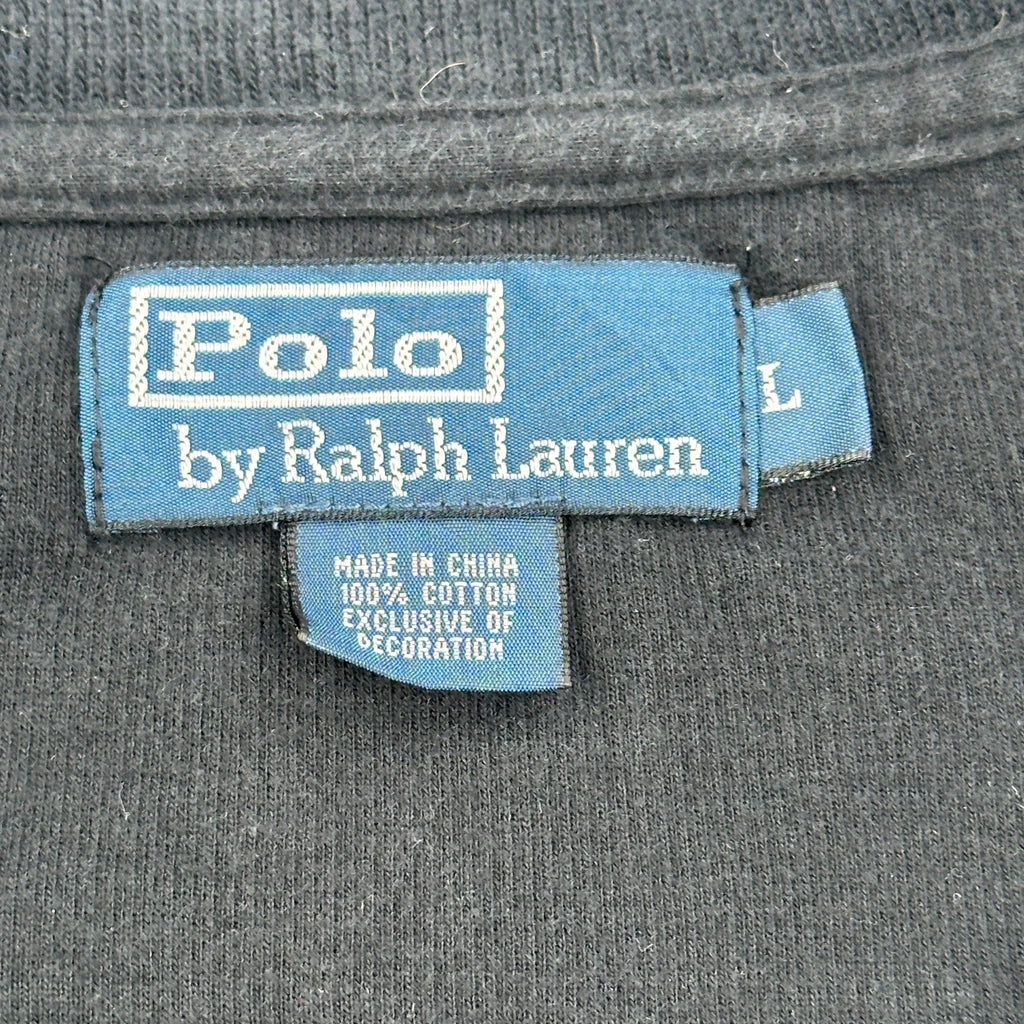 Polo
by Ralph Lauren
L
MADE IN CHINA
100% COTTON
EXCLUSIVE OF
DECORATION